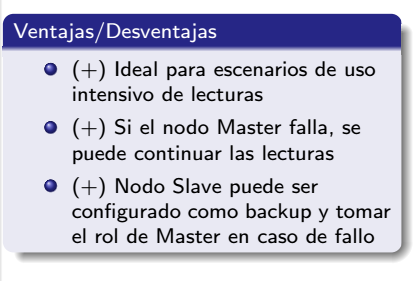 Ventajas/Desventajas
(+) Ideal para escenarios de uso
intensivo de lecturas
(+) Si el nodo Master falla, se
puede continuar las lecturas
(+) Nodo Slave puede ser
configurado como backup y tomar
el rol de Master en caso de fallo